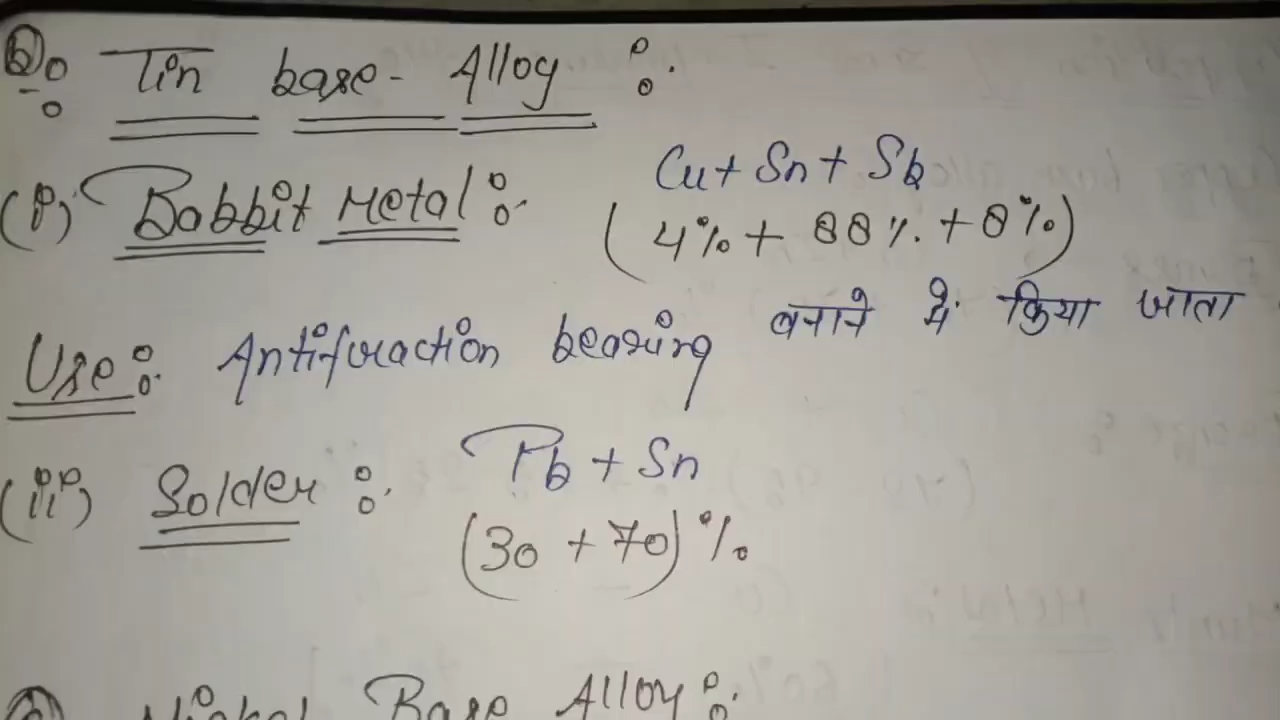 (b) : Tin base - Alloy :
(i) Babbit Metal : Cu + Sn + Sb
(4% + 88% + 8%)
Use : Antifraction bearing बनाने में किया जाता
(ii) Solder : Pb + Sn
(30 + 70) %
Nickel Base Alloy :